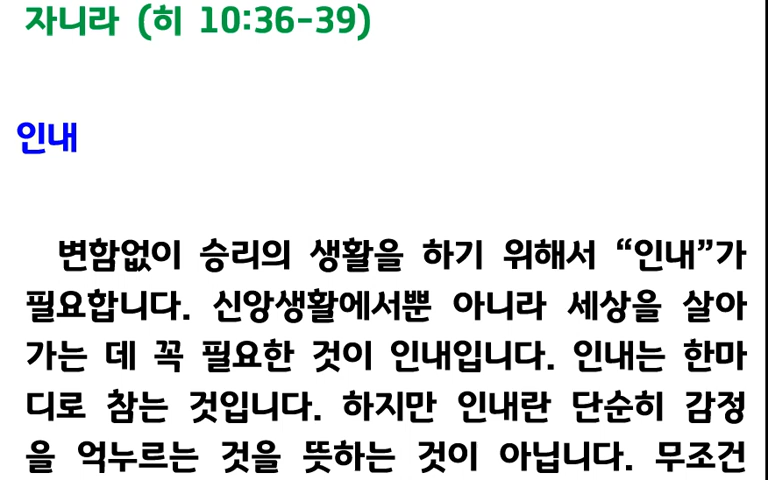 자니라 (히 10:36-39)
인내
변함없이 승리의 생활을 하기 위해서 “인내”가
필요합니다. 신앙생활에서뿐 아니라 세상을 살아
가는 데 꼭 필요한 것이 인내입니다. 인내는 한마
디로 참는 것입니다. 하지만 인내란 단순히 감정
을 억누르는 것을 뜻하는 것이 아닙니다. 무조건